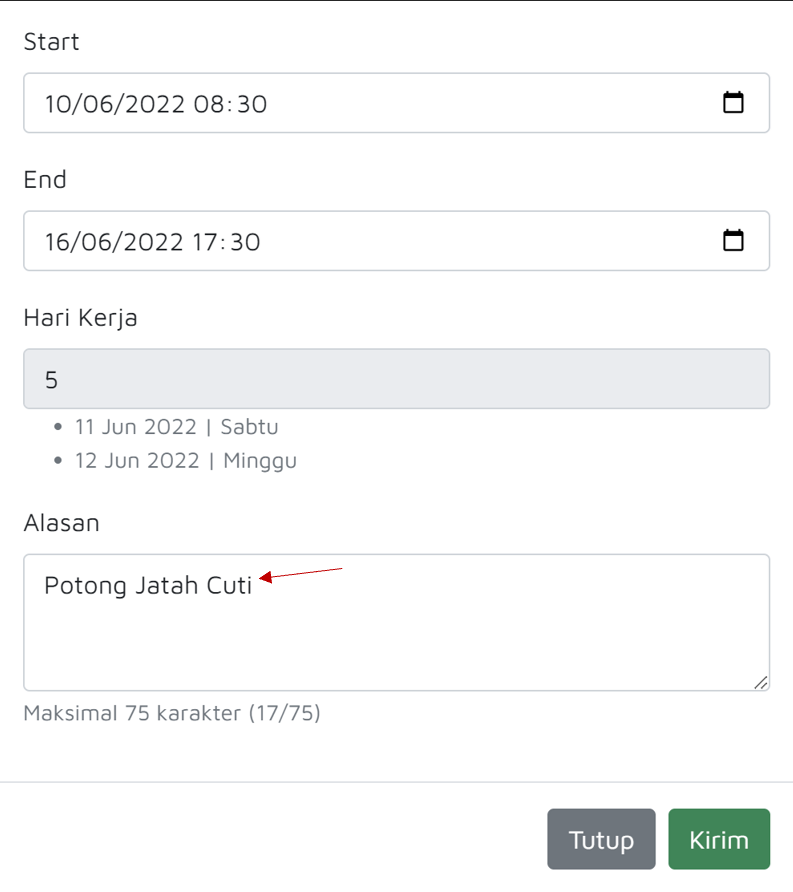 Start
10/06/2022 08:30
End
16/06/2022 17:30
Hari Kerja
5
• 11 Jun 2022 | Sabtu
• 12 Jun 2022 | Minggu
Alasan
Potong Jatah Cuti
Maksimal 75 karakter (17/75)
Tutup Kirim